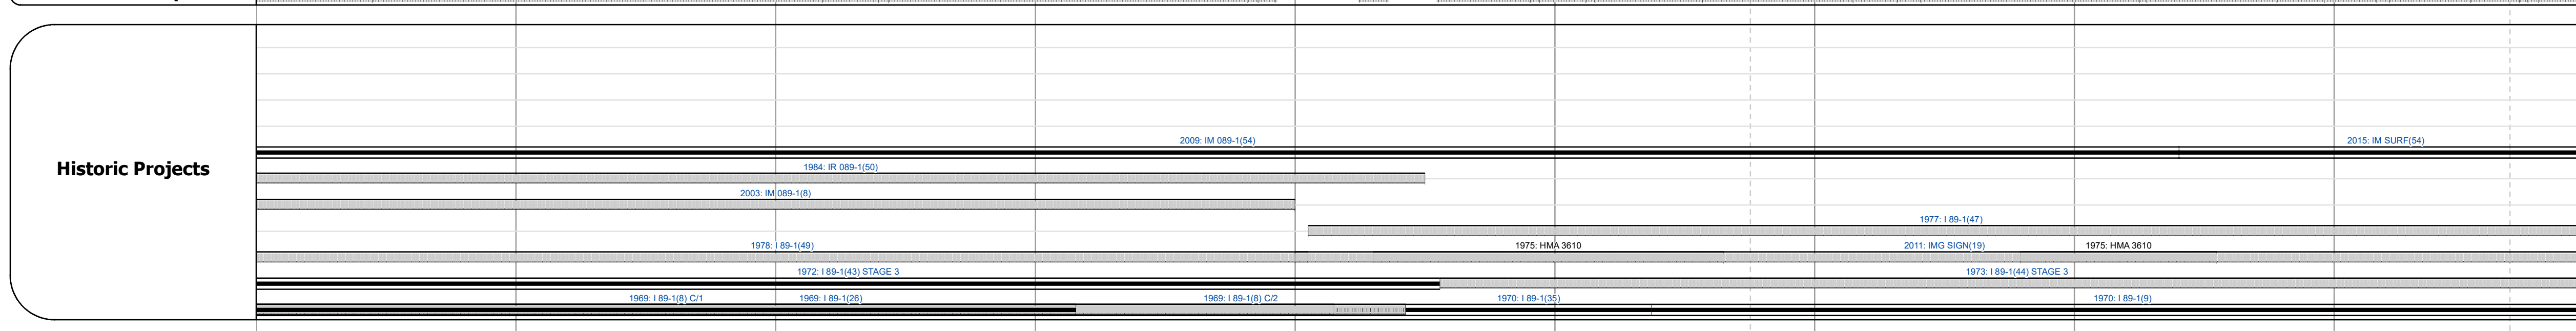 Historic Projects
2009: IM 089-1(54)
2015: IM SURF(54)
1984: IR 089-1(50)
2003: IM 089-1(8)
1977: I 89-1(47)
1978: I 89-1(49)
1975: HMA 3610
2011: IMG SIGN(19)
1975: HMA 3610
1972: I 89-1(43) STAGE 3
1973: I 89-1(44) STAGE 3
1969: I 89-1(8) C/1
1969: I 89-1(26)
1969: I 89-1(8) C/2
1970: I 89-1(35)
1970: I 89-1(9)